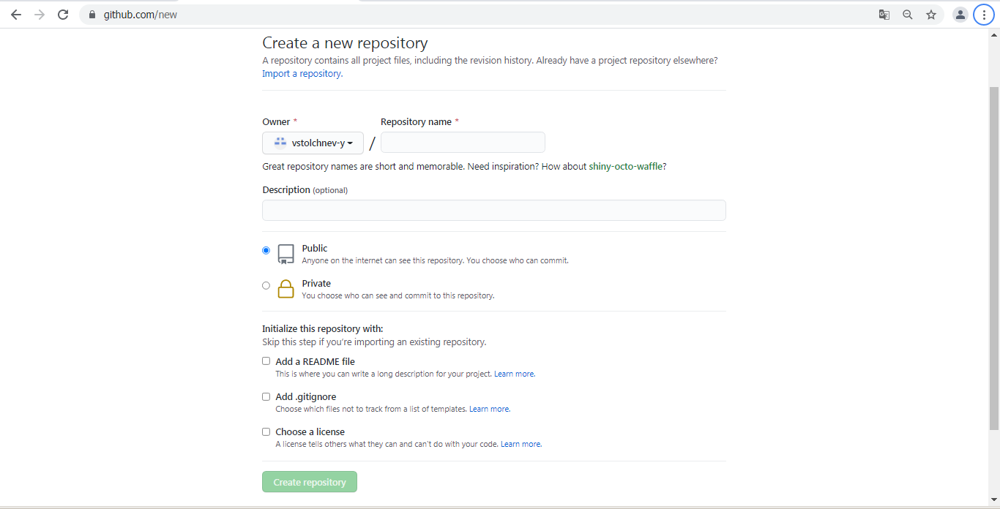 github.com/new
Create a new repository
A repository contains all project files, including the revision history. Already have a project repository elsewhere?
Import a repository.
Owner *
Repository name *
vstolchnev-y
/
Great repository names are short and memorable. Need inspiration? How about shiny-octo-waffle?
Description (optional)
Public
Anyone on the internet can see this repository. You choose who can commit.
Private
You choose who can see and commit to this repository.
Initialize this repository with:
Skip this step if you're importing an existing repository.
Add a README file
This is where you can write a long description for your project. Learn more.
Add .gitignore
Choose which files not to track from a list of templates. Learn more.
Choose a license
A license tells others what they can and can't do with your code. Learn more.
Create repository